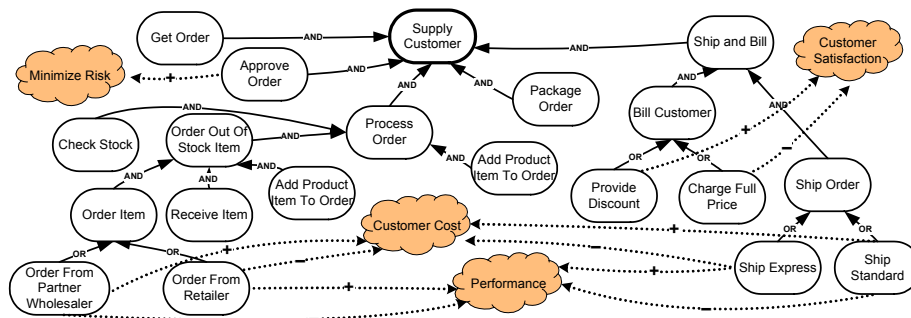 Get Order
AND
Supply
Customer
AND
Ship and Bill
Customer
Satisfaction
Minimize Risk
+
Approve
Order
AND
AND
AND
AND
Package
Order
Bill Customer
AND
+
–
Check Stock
AND
Order Out Of
Stock Item
AND
Process
Order
AND
Add Product
Item To Order
OR
OR
Provide
Discount
Charge Full
Price
Ship Order
AND
AND
AND
Add Product
Item To Order
Order Item
Receive Item
Customer Cost
+
OR
OR
OR
OR
+
–
–
Order From
Partner
Wholesaler
Order From
Retailer
+
Performance
+
Ship Express
Ship
Standard
–